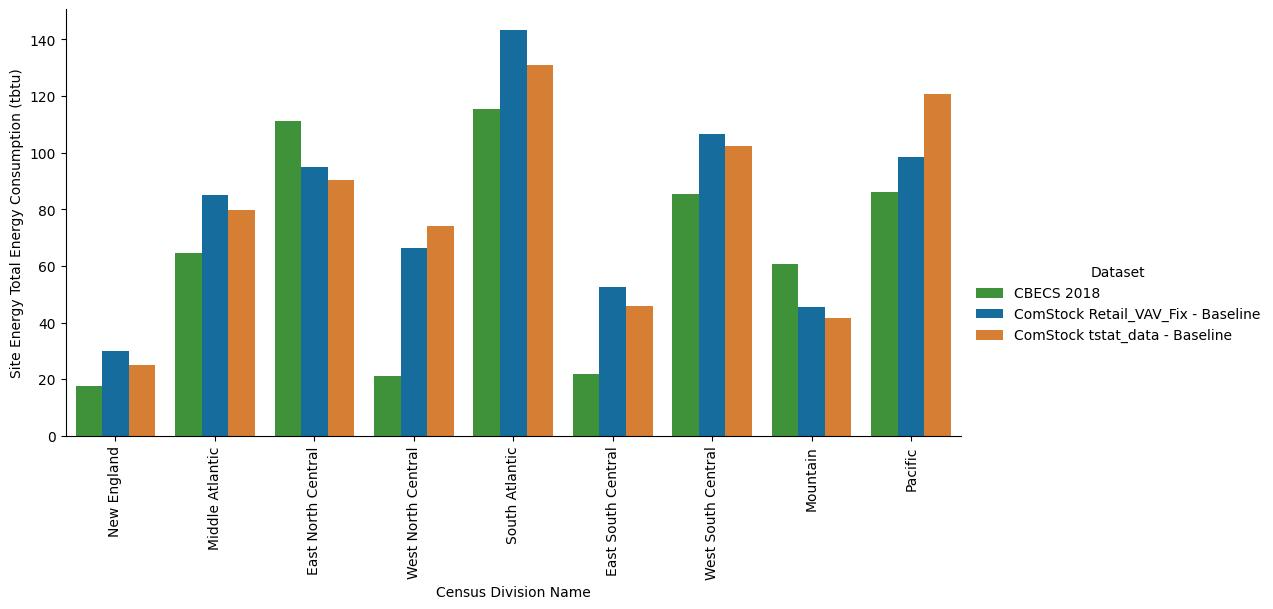 Site Energy Total Energy Consumption (tbtu)
140
120
100
80
60
40
20
0
New England
Middle Atlantic
East North Central
West North Central
South Atlantic
East South Central
West South Central
Mountain
Pacific
Census Division Name
Dataset
CBECS 2018
ComStock Retail_VAV_Fix - Baseline
ComStock tstat_data - Baseline